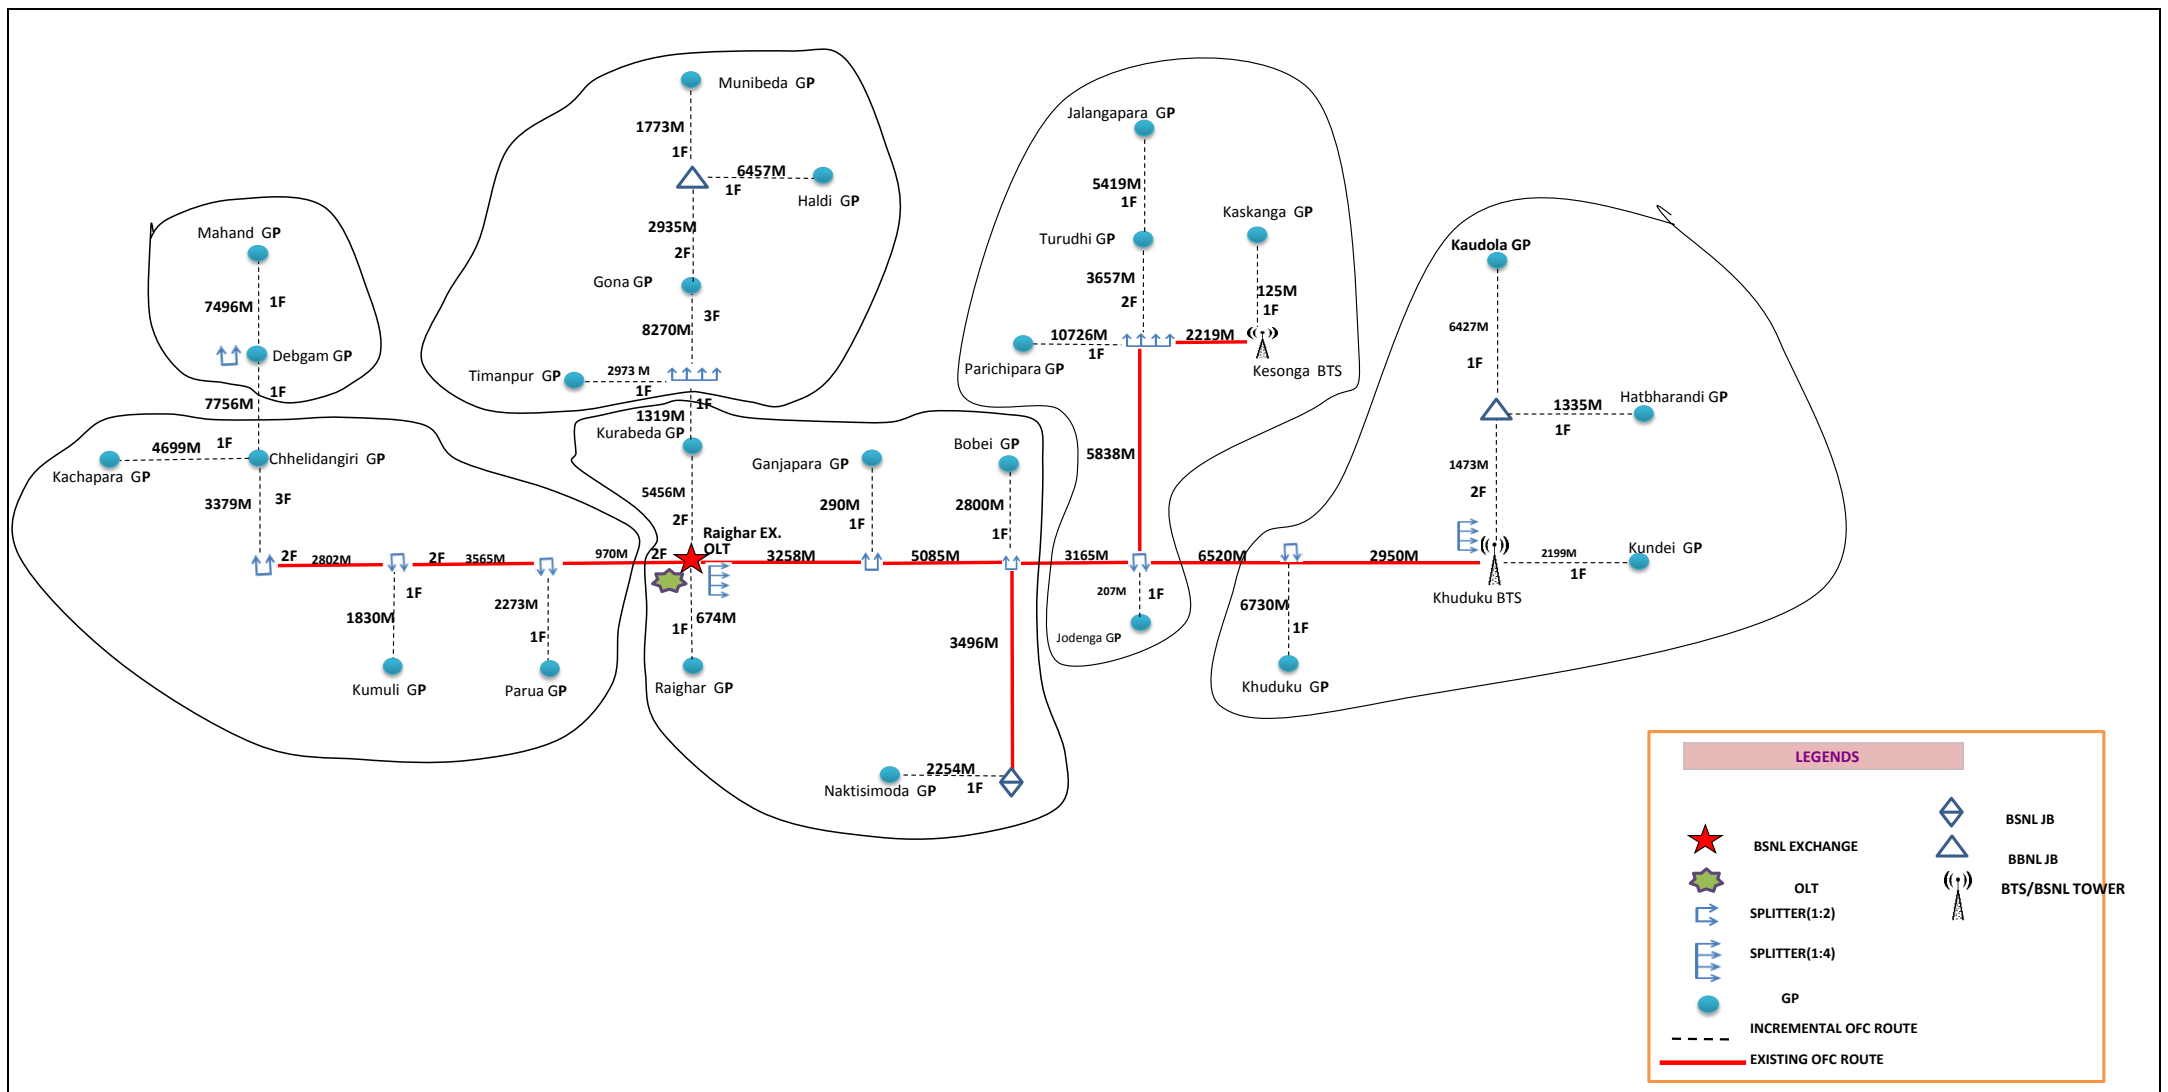 Munibeda GP
1773M
1F
6457M
1F
Haldi GP
2935M
2F
Gona GP
3F
8270M
Timanpur GP
2973 M
1F
1F
1319M
Kurabeda GP
5456M
2F
Mahand GP
7496M
1F
Debgam GP
1F
7756M
4699M
1F
Kachapara GP
Chhelidangiri GP
3379M
3F
2F
2802M
2F
3565M
970M
2F
1F
1830M
2273M
1F
Kumuli GP
Parua GP
Raighar EX.
OLT
3258M
674M
1F
Raighar GP
Ganjapara GP
290M
1F
5085M
Bobei GP
2800M
1F
3165M
3496M
2254M
1F
Naktisimoda GP
Jalangapara GP
5419M
1F
Turudhi GP
3657M
2F
Kaskanga GP
125M
1F
10726M
1F
2219M
Parichipara GP
Kesonga BTS
5838M
207M
1F
Jodenga GP
6520M
2950M
6730M
1F
Khuduku GP
Kaudola GP
6427M
1F
Hatbharandi GP
1335M
1F
1473M
2F
2199M
1F
Kundei GP
Khuduku BTS
LEGENDS
BSNL EXCHANGE
OLT
SPLITTER(1:2)
SPLITTER(1:4)
GP
INCREMENTAL OFC ROUTE
EXISTING OFC ROUTE
BSNL JB
BBNL JB
BTS/BSNL TOWER